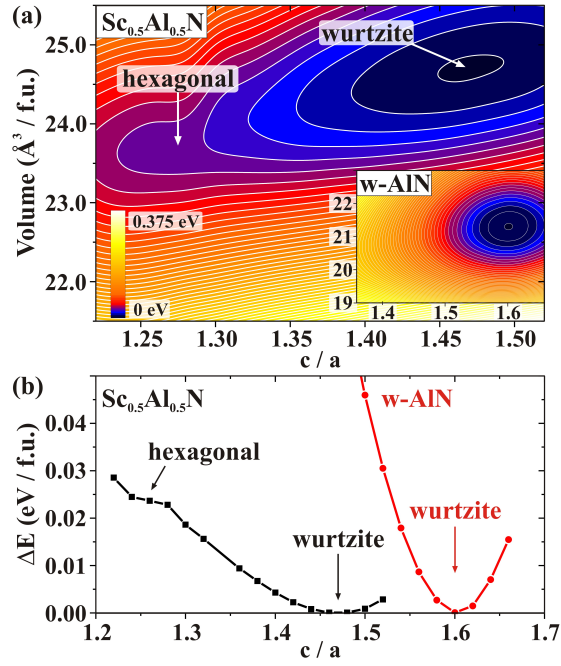 (a)
Sc0.5Al0.5N
wurtzite
hexagonal
Volume (Å³ / f.u.)
25.0
24.0
23.0
22.0
0.375 eV
0 eV
w-AlN
22
21
20
19
1.4
1.5
1.6
1.25
1.30
1.35
1.40
1.45
1.50
c / a
(b)
Sc0.5Al0.5N
w-AlN
hexagonal
wurtzite
wurtzite
ΔE (eV / f.u.)
0.04
0.03
0.02
0.01
0.00
1.2
1.3
1.4
1.5
1.6
1.7
c / a